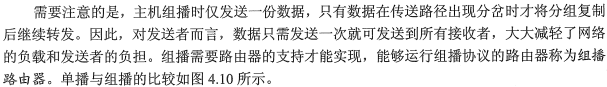 需要注意的是，主机组播时仅发送一份数据，只有数据在传送路径出现分岔时才将分组复制
后继续转发。因此，对发送者而言，数据只需发送一次就可发送到所有接收者，大大减轻了网络
的负载和发送者的负担。组播需要路由器的支持才能实现，能够运行组播协议的路由器称为组播
路由器。单播与组播的比较如图 4.10 所示。